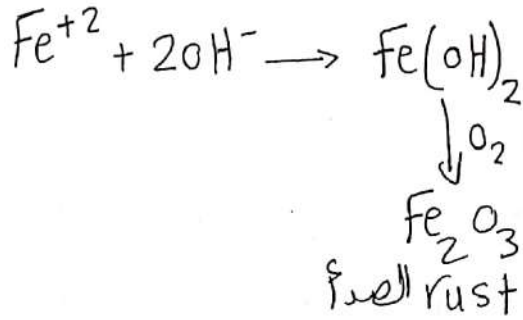 Fe⁺² + 2OH⁻ → Fe(OH)₂
↓ O₂
Fe₂O₃
rust الصدأ